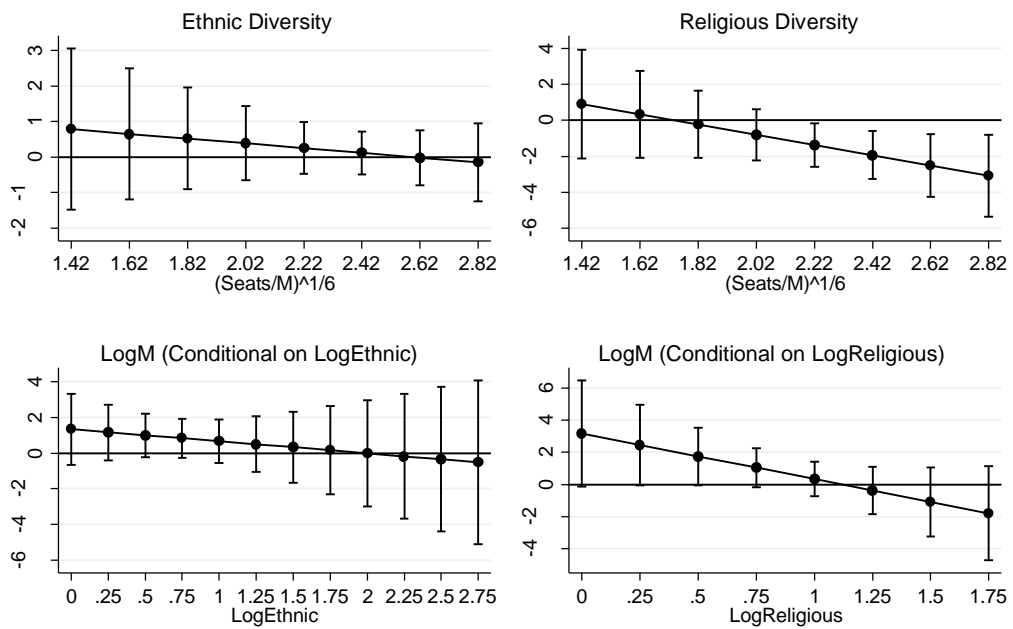 Ethnic Diversity
3
2
1
0
-1
-2
1.42 1.62 1.82 2.02 2.22 2.42 2.62 2.82
(Seats/M)^1/6
Religious Diversity
4
2
0
-2
-4
-6
1.42 1.62 1.82 2.02 2.22 2.42 2.62 2.82
(Seats/M)^1/6
LogM (Conditional on LogEthnic)
4
2
0
-2
-4
-6
0 .25 .5 .75 1 1.25 1.5 1.75 2 2.25 2.5 2.75
LogEthnic
LogM (Conditional on LogReligious)
6
4
2
0
-2
-4
0 .25 .5 .75 1 1.25 1.5 1.75
LogReligious